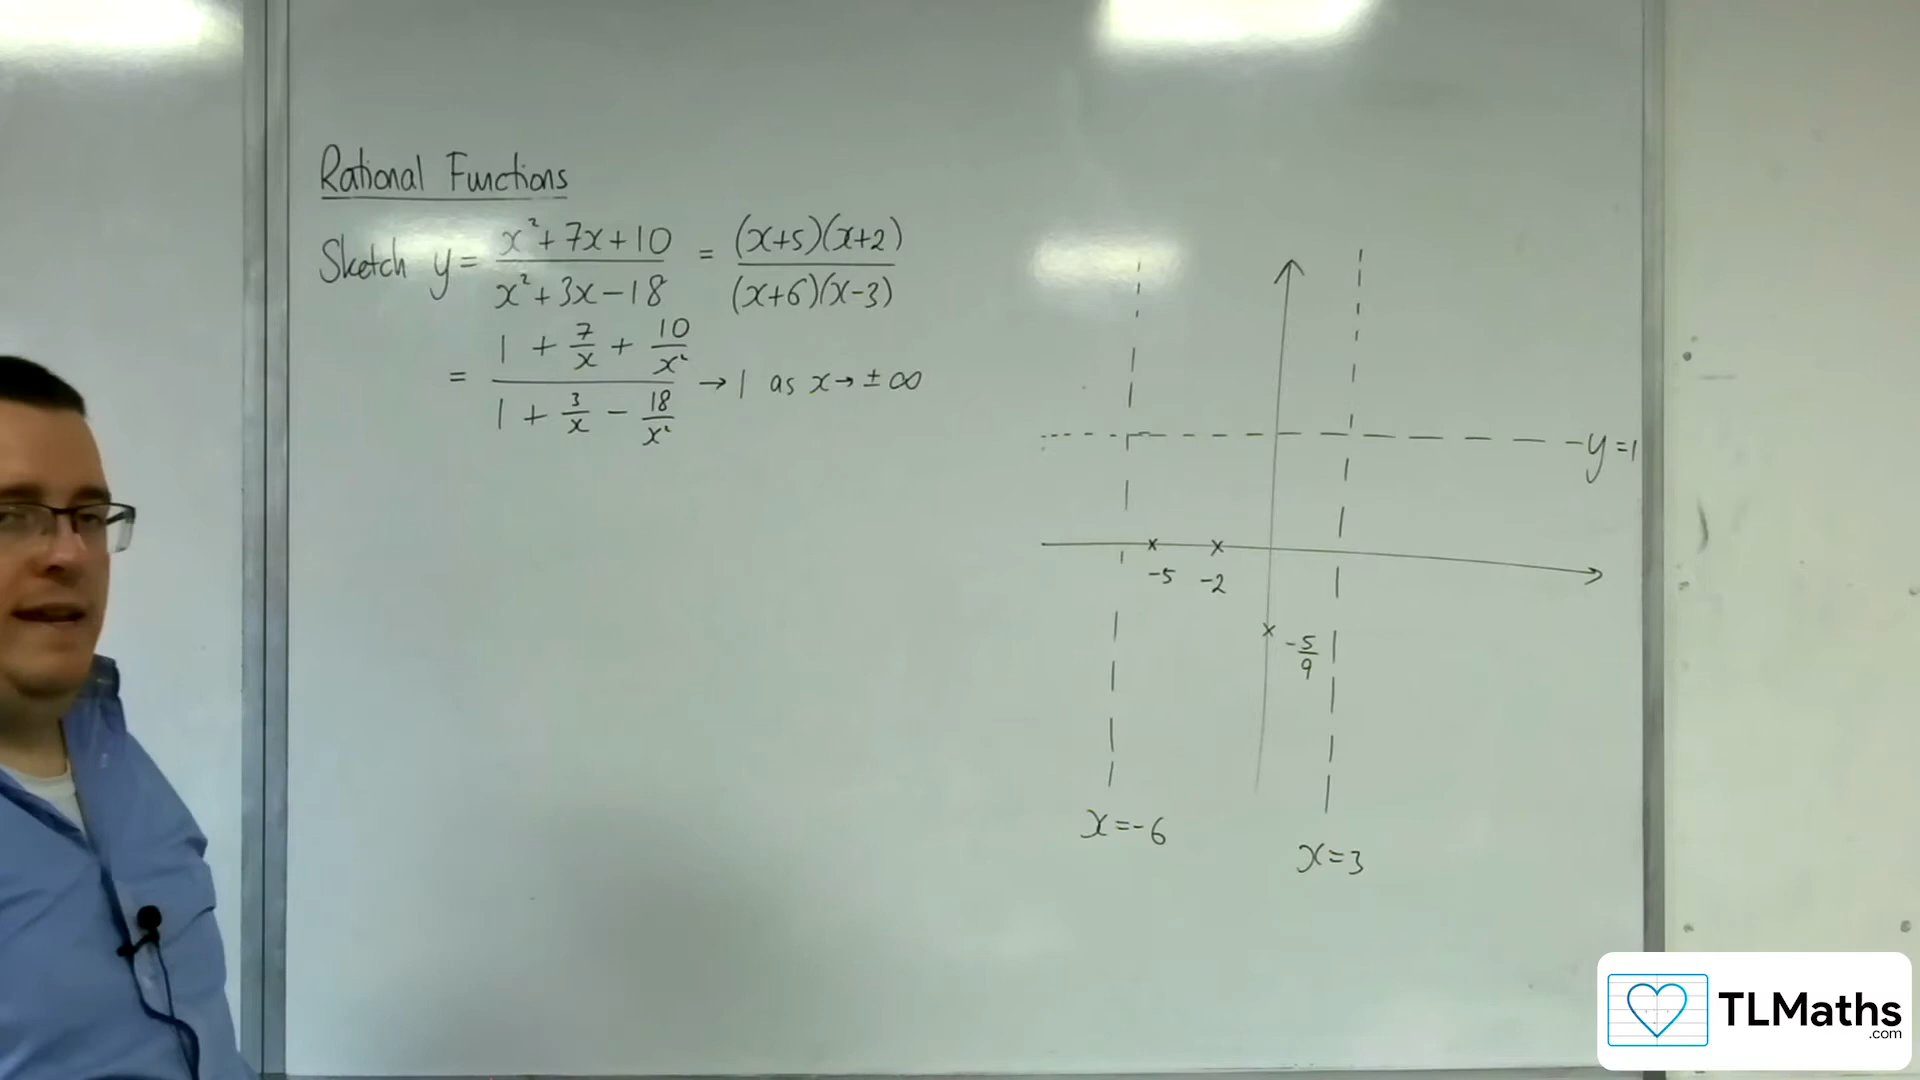 Rational Functions
Sketch y = x²+7x+10 / x²+3x-18 = (x+5)(x+2) / (x+6)(x-3)
= 1 + 7/x + 10/x² / 1 + 3/x - 18/x² → 1 as x → ±∞
y=1
-5 -2
-5/9
x=-6
x=3
TLMaths
.com